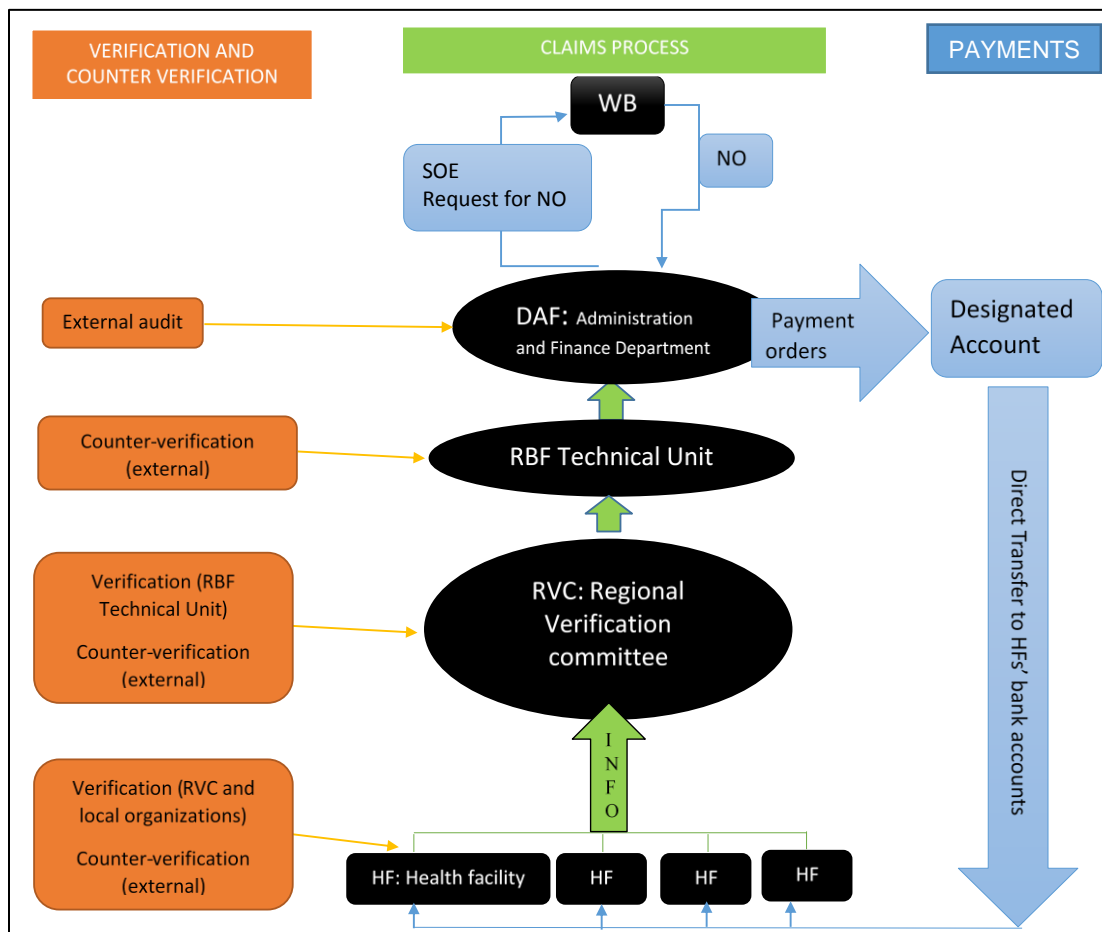 VERIFICATION AND
COUNTER VERIFICATION
CLAIMS PROCESS
PAYMENTS
WB
SOE
Request for NO
NO
External audit
DAF: Administration
and Finance Department
Payment
orders
Designated
Account
Counter-verification
(external)
RBF Technical Unit
Verification (RBF
Technical Unit)
Counter-verification
(external)
RVC: Regional
Verification
committee
Direct Transfer to HFs' bank accounts
INFO
Verification (RVC and
local organizations)
Counter-verification
(external)
HF: Health facility
HF
HF
HF